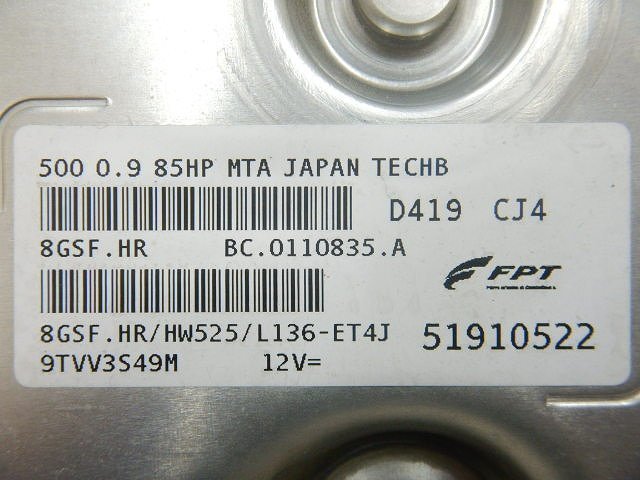 500 0.9 85HP MTA JAPAN TECHB
D419 CJ4
8GSF.HR BC.0110835.A
FPT
8GSF.HR/HW525/L136-ET4J
51910522
9TVV3S49M 12V=